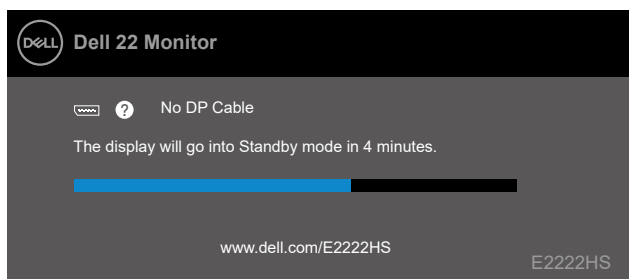 DELL
Dell 22 Monitor
? No DP Cable
The display will go into Standby mode in 4 minutes.
www.dell.com/E2222HS
E2222HS